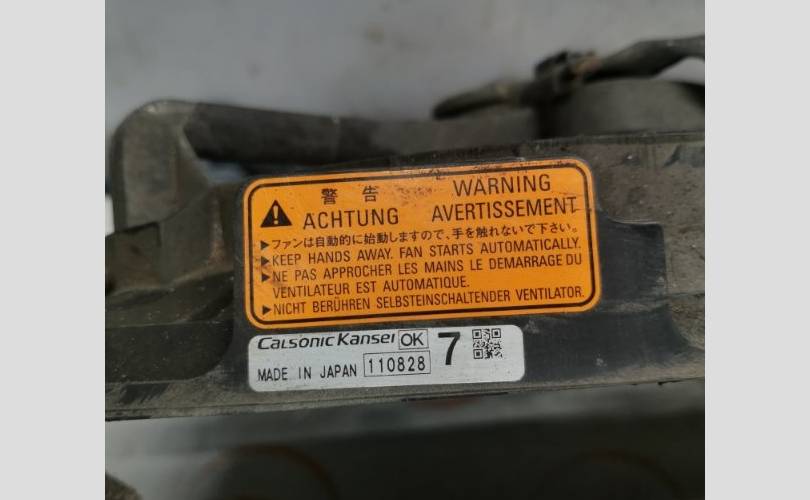 警告 WARNING
ACHTUNG AVERTISSEMENT
▶ファンは自動的に始動しますので、手を触れないで下さい。
▶KEEP HANDS AWAY. FAN STARTS AUTOMATICALLY.
▶NE PAS APPROCHER LES MAINS LE DEMARRAGE DU
VENTILATEUR EST AUTOMATIQUE.
▶NICHT BERÜHREN SELBSTEINSCHALTENDER VENTILATOR.
CALSONIC KANSEI OK 7
MADE IN JAPAN 110828